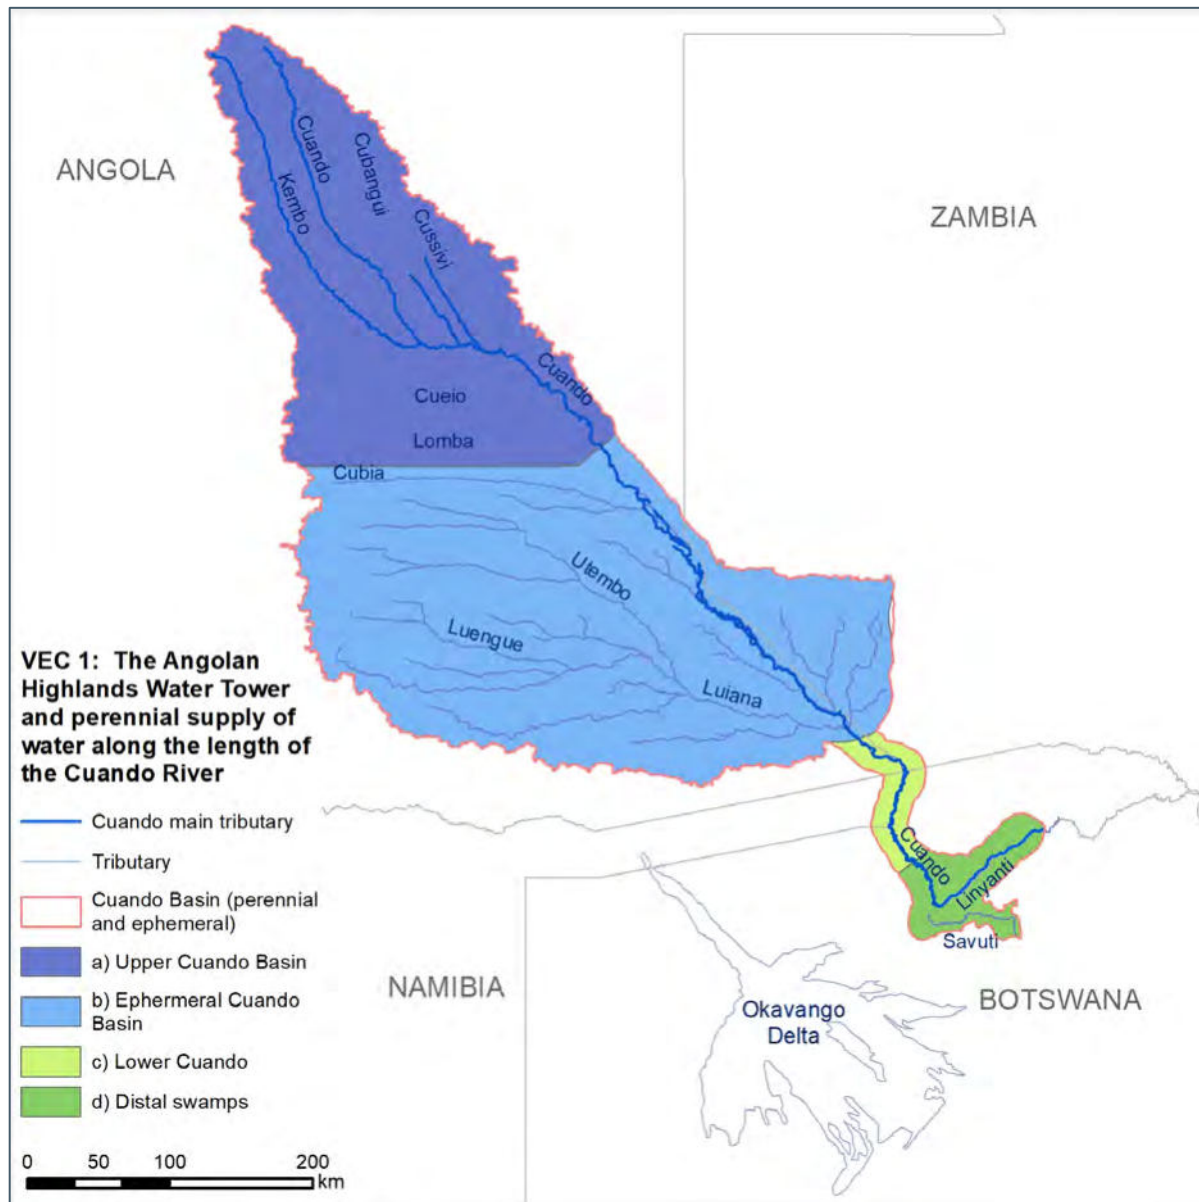 ANGOLA
ZAMBIA
Cuando
Cubangui
Kembo
Cussivi
Cuando
Cueio
Lomba
Cubia
Utembo
Luengue
Luiana
Cuando
Linyanti
Savuti
NAMIBIA
BOTSWANA
Okavango
Delta
VEC 1: The Angolan
Highlands Water Tower
and perennial supply of
water along the length of
the Cuando River
Cuando main tributary
Tributary
Cuando Basin (perennial
and ephemeral)
a) Upper Cuando Basin
b) Ephermeral Cuando
Basin
c) Lower Cuando
d) Distal swamps
0 50 100 200
km